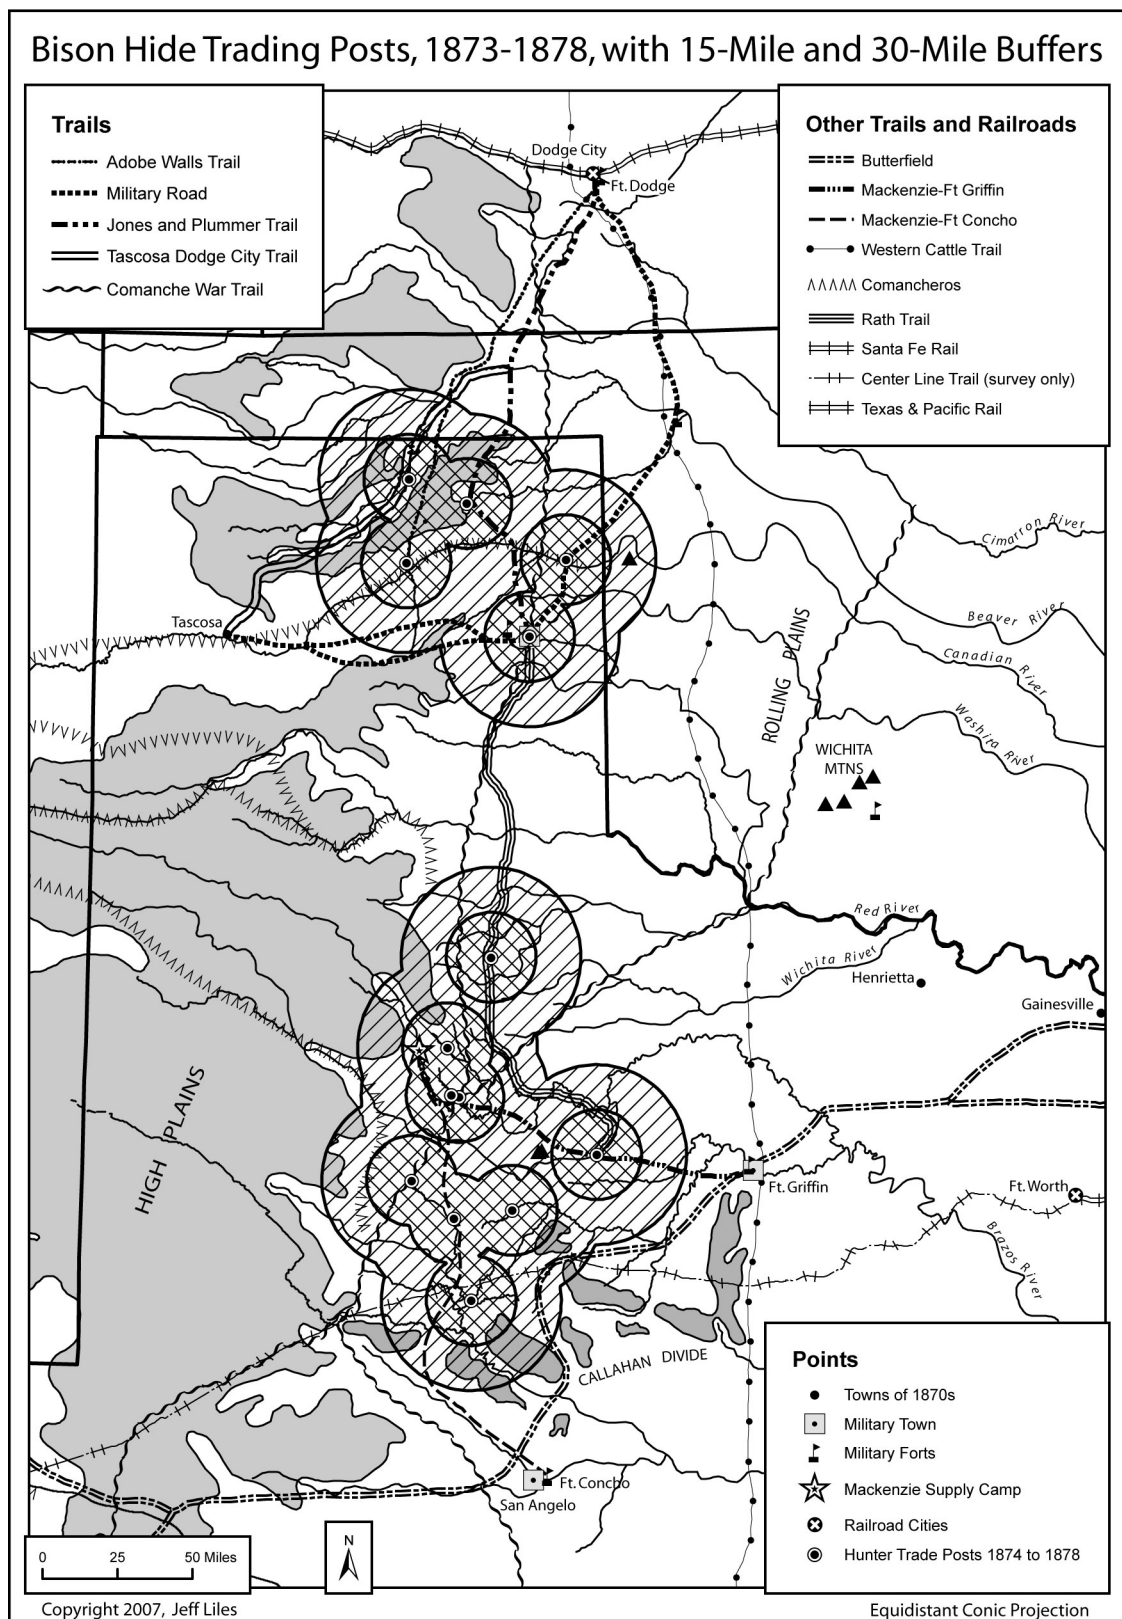 Bison Hide Trading Posts, 1873-1878, with 15-Mile and 30-Mile Buffers
Trails
Adobe Walls Trail
Military Road
Jones and Plummer Trail
Tascosa Dodge City Trail
Comanche War Trail
Other Trails and Railroads
Butterfield
Mackenzie-Ft Griffin
Mackenzie-Ft Concho
Western Cattle Trail
Comancheros
Rath Trail
Santa Fe Rail
Center Line Trail (survey only)
Texas & Pacific Rail
Dodge City
Ft. Dodge
Cimarron River
Tascosa
Beaver River
Canadian River
ROLLING PLAINS
Washita River
WICHITA
MTNS
Red River
Wichita River
Henrietta
Gainesville
HIGH PLAINS
Ft. Griffin
Ft. Worth
Brazos River
CALLAHAN DIVIDE
Ft. Concho
San Angelo
Points
Towns of 1870s
Military Town
Military Forts
Mackenzie Supply Camp
Railroad Cities
Hunter Trade Posts 1874 to 1878
N
0 25 50 Miles
Copyright 2007, Jeff Liles
Equidistant Conic Projection